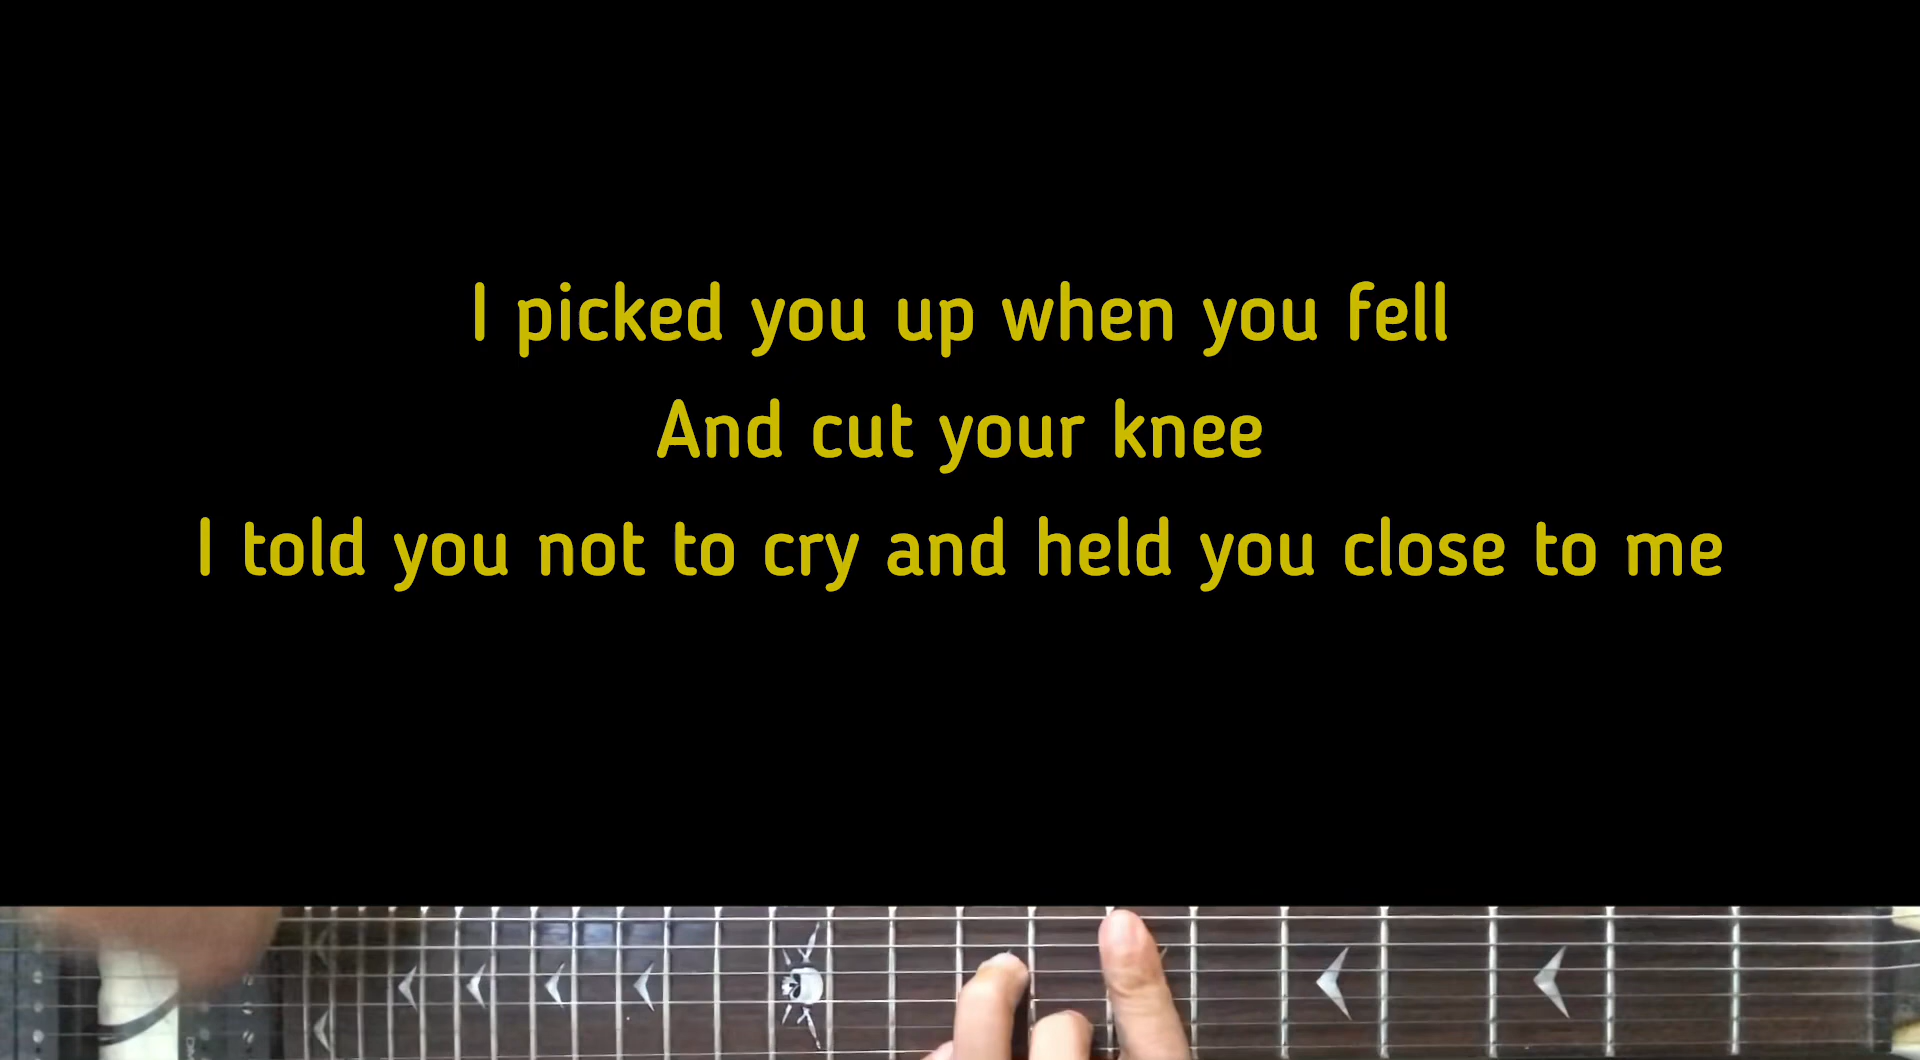 I picked you up when you fell
And cut your knee
I told you not to cry and held you close to me